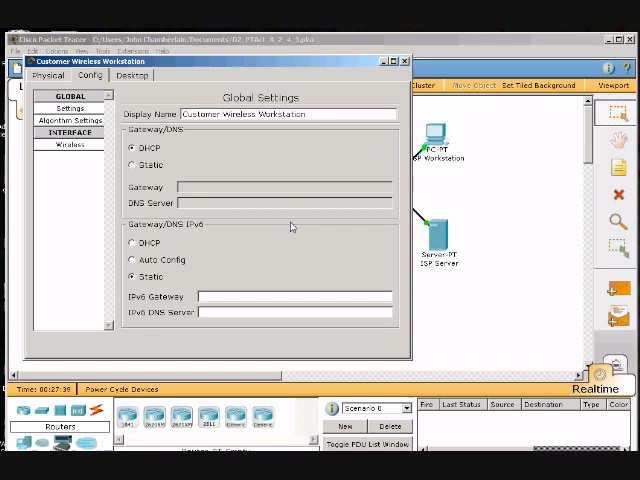 Cisco Packet Tracer - C:/Users/John Chamberlain/Documents/D2_PTAct_8_2_4_3.pka
File Edit Options View Tools Extensions Help
Customer Wireless Workstation
Physical Config Desktop
Cluster Move Object Set Tiled Background Viewport
GLOBAL
Settings
Algorithm Settings
INTERFACE
Wireless
Global Settings
Display Name Customer Wireless Workstation
Gateway/DNS
DHCP
Static
Gateway
DNS Server
Gateway/DNS IPv6
DHCP
Auto Config
Static
IPv6 Gateway
IPv6 DNS Server
PC-PT
SP Workstation
Server-PT
ISP Server
Time: 00:27:39 Power Cycle Devices Realtime
Routers
1841 2620XM 2621XM 2811 Generic Generic
Scenario 0
New Delete
Toggle PDU List Window
Fire Last Status Source Destination Type Color